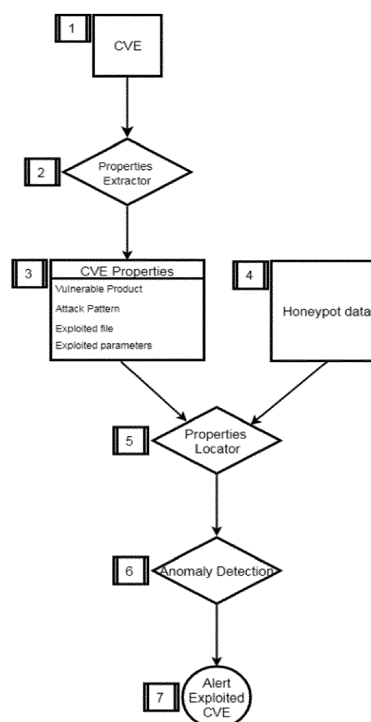 1
CVE
2
Properties
Extractor
3
CVE Properties
Vulnerable Product
Attack Pattern
Exploited file
Exploited parameters
4
Honeypot data
5
Properties
Locator
6
Anomaly Detection
7
Alert
Exploited
CVE